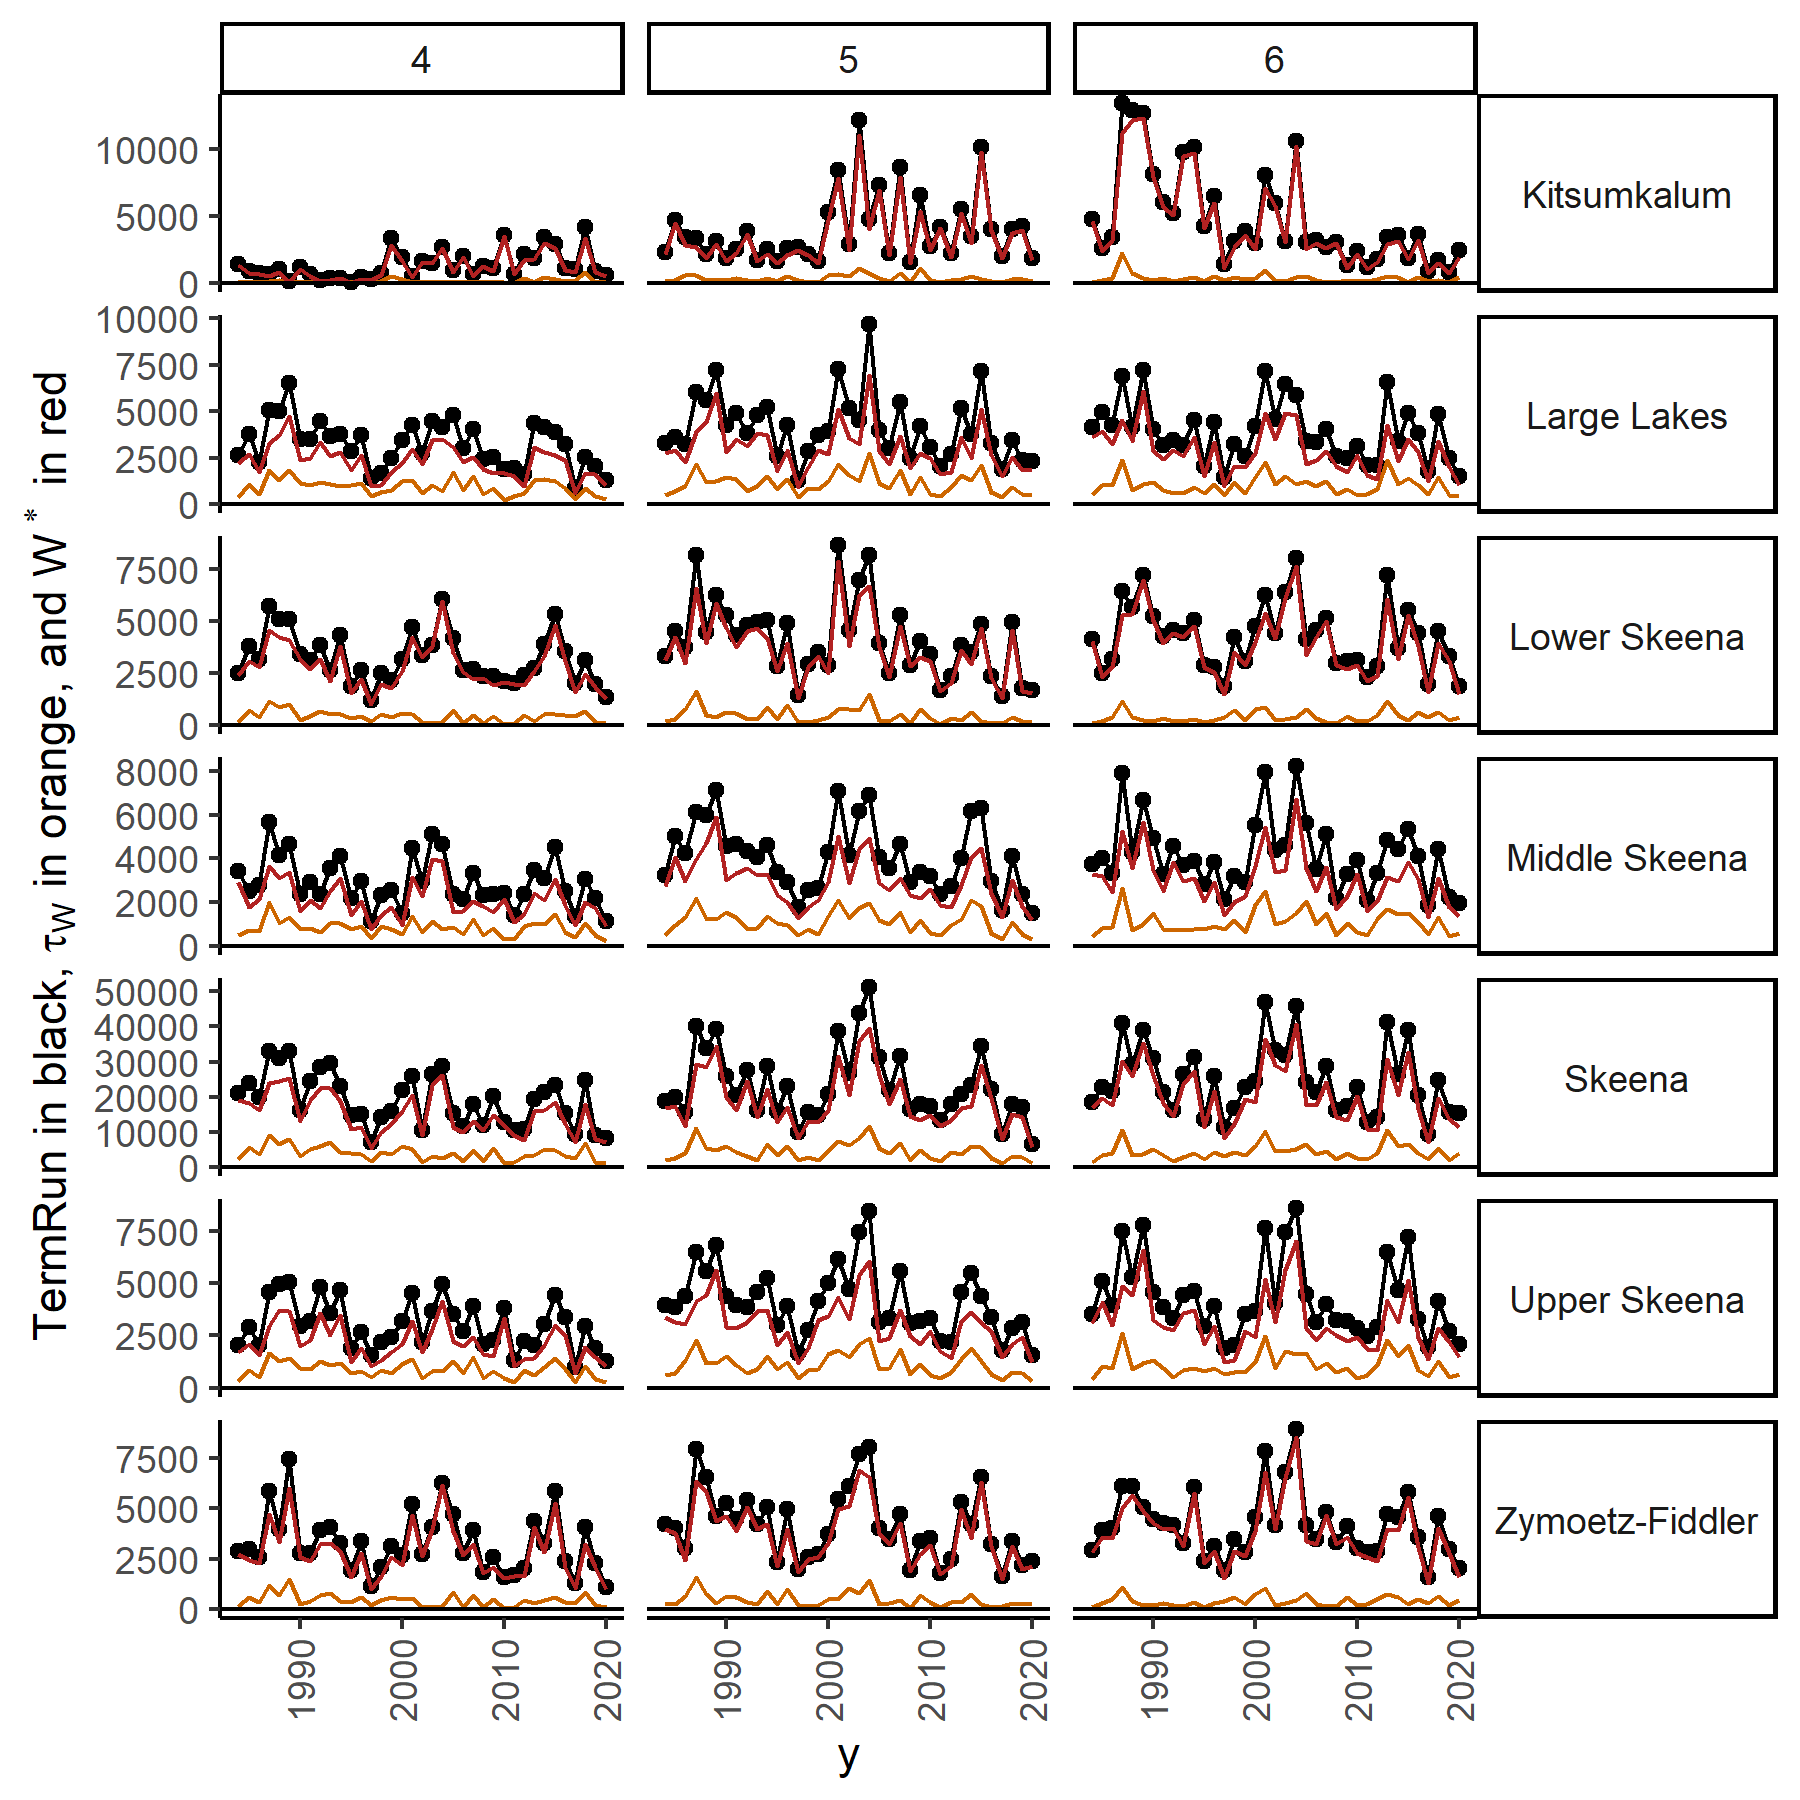 4 5 6
10000
5000
0
Kitsumkalum
10000
7500
5000
2500
0
Large Lakes
7500
5000
2500
0
Lower Skeena
8000
6000
4000
2000
0
Middle Skeena
50000
40000
30000
20000
10000
0
Skeena
7500
5000
2500
0
Upper Skeena
7500
5000
2500
0
Zymoetz-Fiddler
1990 2000 2010 2020 1990 2000 2010 2020 1990 2000 2010 2020
y
TermRun in black, τW in orange, and W* in red